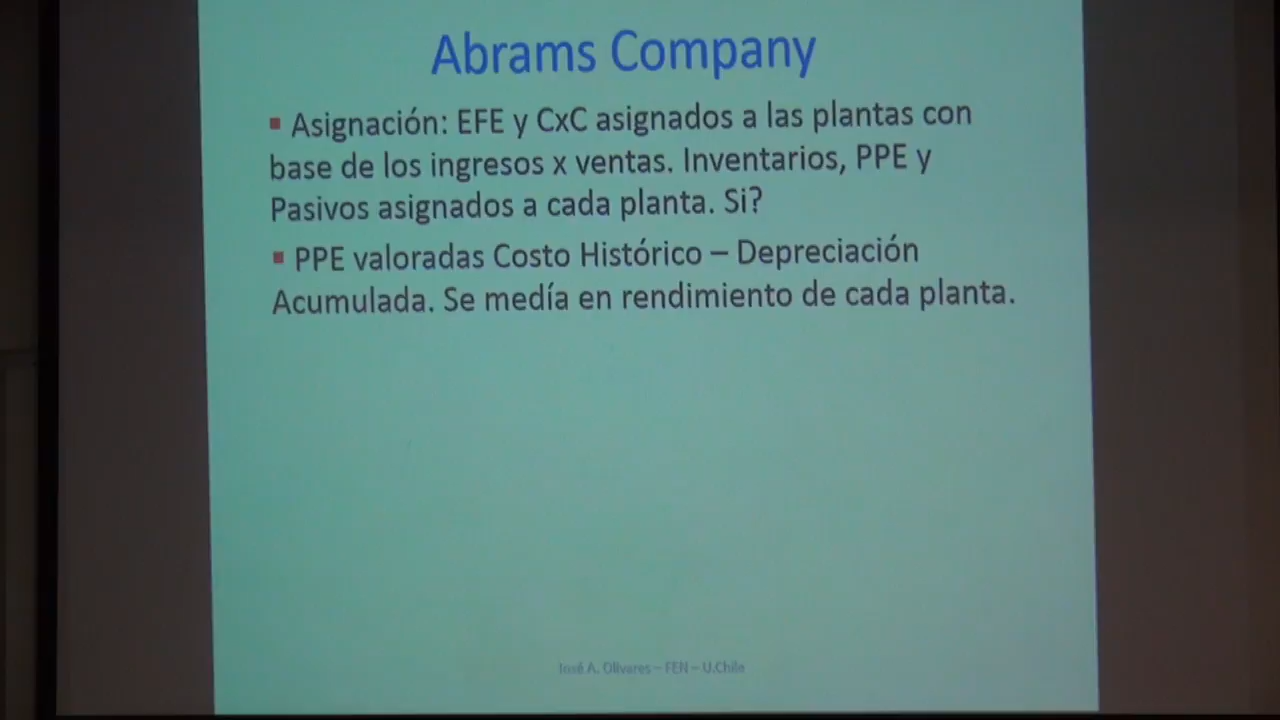 Abrams Company
▪ Asignación: EFE y CxC asignados a las plantas con
base de los ingresos x ventas. Inventarios, PPE y
Pasivos asignados a cada planta. Si?
▪ PPE valoradas Costo Histórico – Depreciación
Acumulada. Se medía en rendimiento de cada planta.
José A. Olivares – FEN – U.Chile